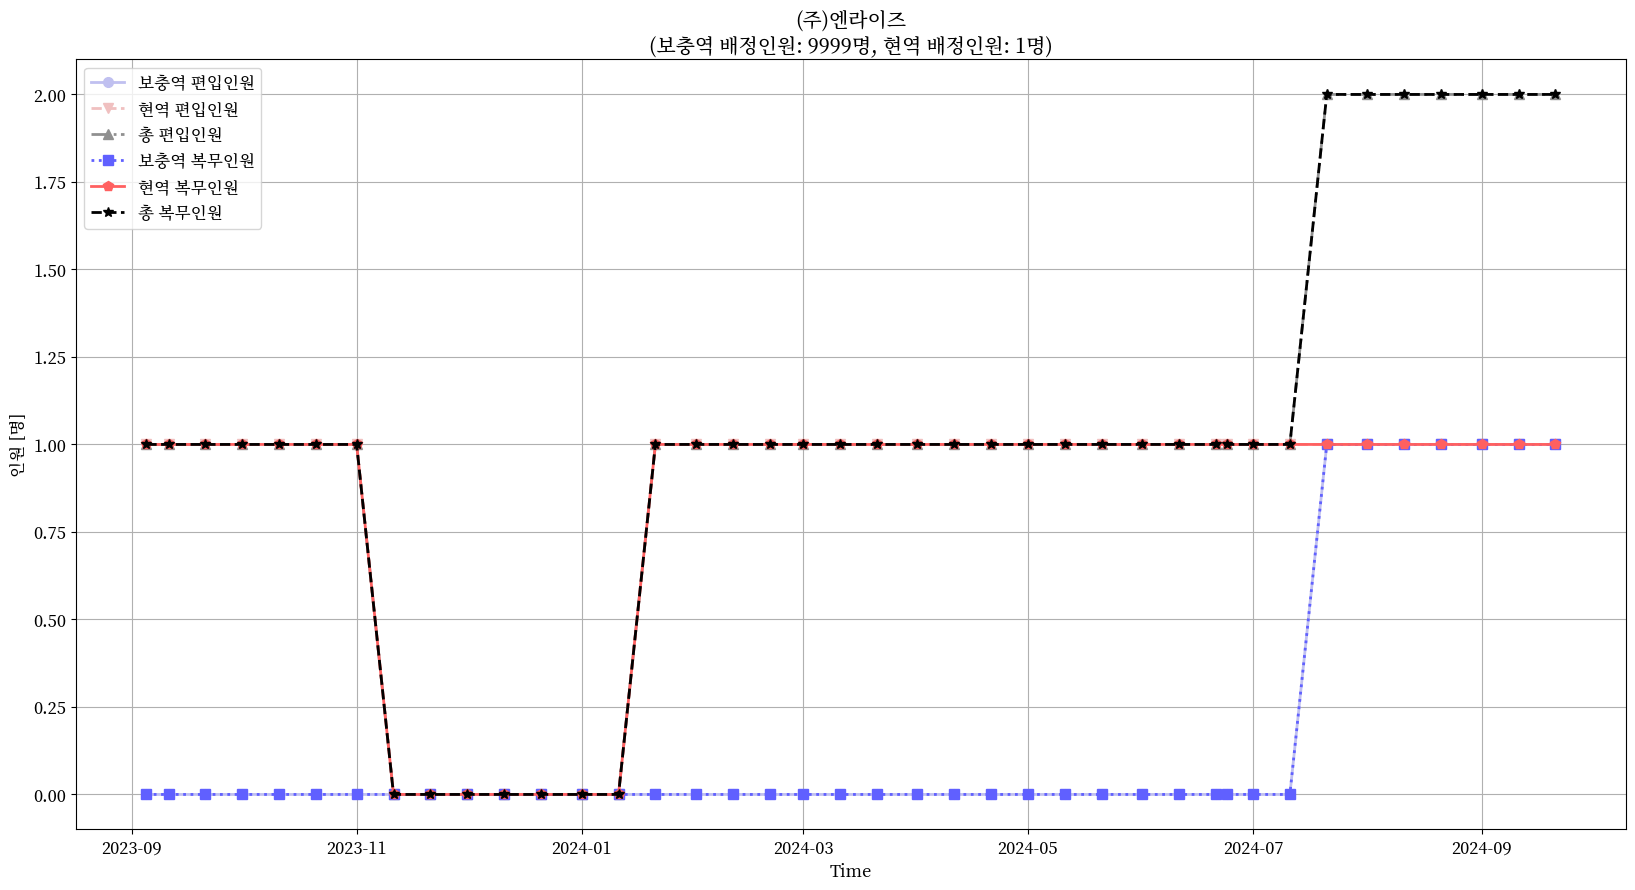 (주)엔라이즈
(보충역 배정인원: 9999명, 현역 배정인원: 1명)
보충역 편입인원
현역 편입인원
총 편입인원
보충역 복무인원
현역 복무인원
총 복무인원
2.00
1.75
1.50
1.25
1.00
0.75
0.50
0.25
0.00
인원 [명]
2023-09 2023-11 2024-01 2024-03 2024-05 2024-07 2024-09
Time